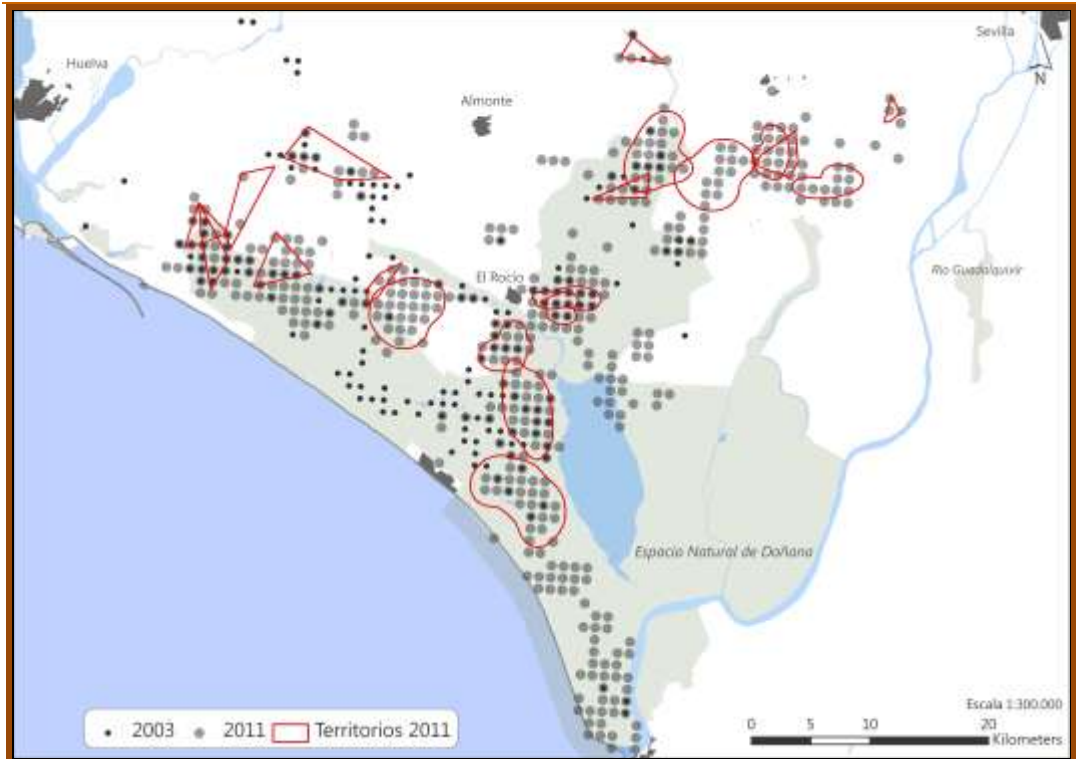 Sevilla
N
Huelva
Almonte
El Rocío
Río Guadalquivir
Espacio Natural de Doñana
Escala 1:300.000
0 5 10 20
Kilometers
2003 2011 Territorios 2011